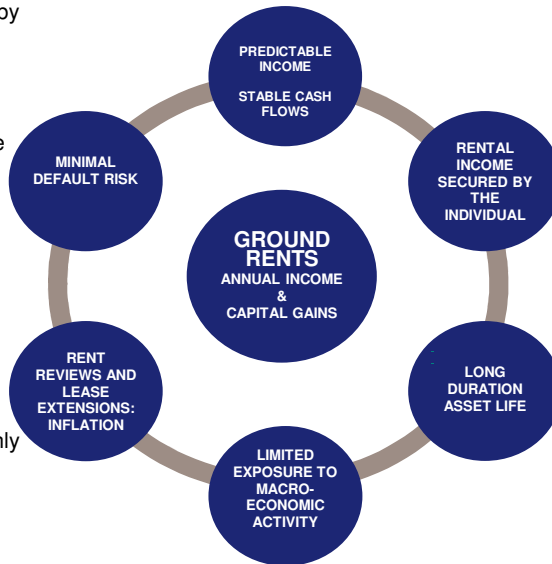 by
PREDICTABLE
INCOME
STABLE CASH
FLOWS
e
MINIMAL
DEFAULT RISK
RENTAL
INCOME
SECURED BY
THE
INDIVIDUAL
GROUND
RENTS
ANNUAL INCOME
&
CAPITAL GAINS
RENT
REVIEWS AND
LEASE
EXTENSIONS:
INFLATION
LONG
DURATION
ASSET LIFE
nly
LIMITED
EXPOSURE TO
MACRO-
ECONOMIC
ACTIVITY